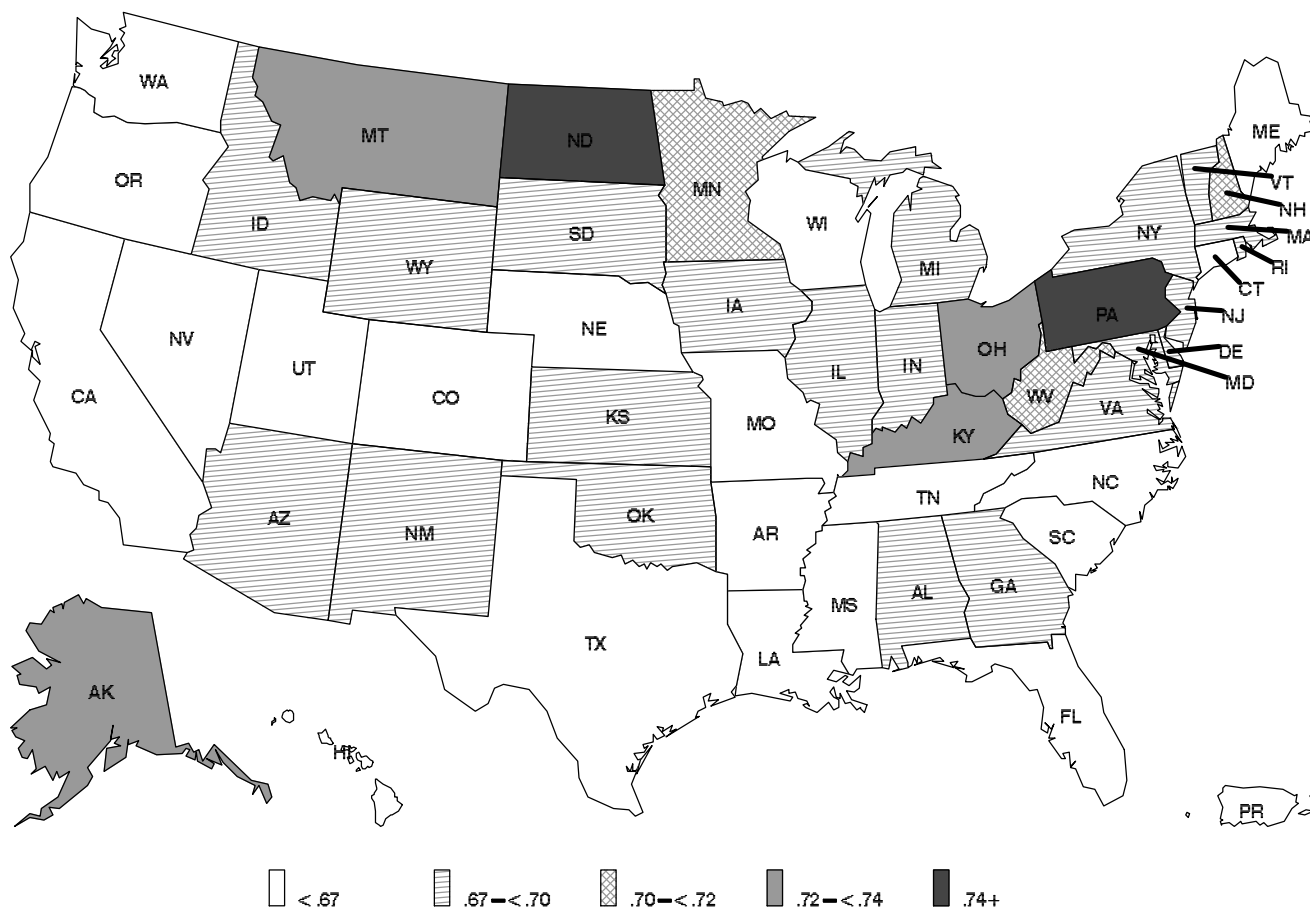 WA
ME
MT
ND
OR
MN
VT
NH
ID
SD
WI
NY
MA
WY
MI
RI
CT
IA
NE
PA
NJ
NV
OH
DE
UT
IL
IN
MD
CA
CO
WV
VA
KS
MO
KY
NC
TN
AZ
OK
NM
AR
SC
AL
GA
MS
TX
LA
AK
FL
HI
PR
<.67 .67-<.70 .70-<.72 .72-<.74 .74+